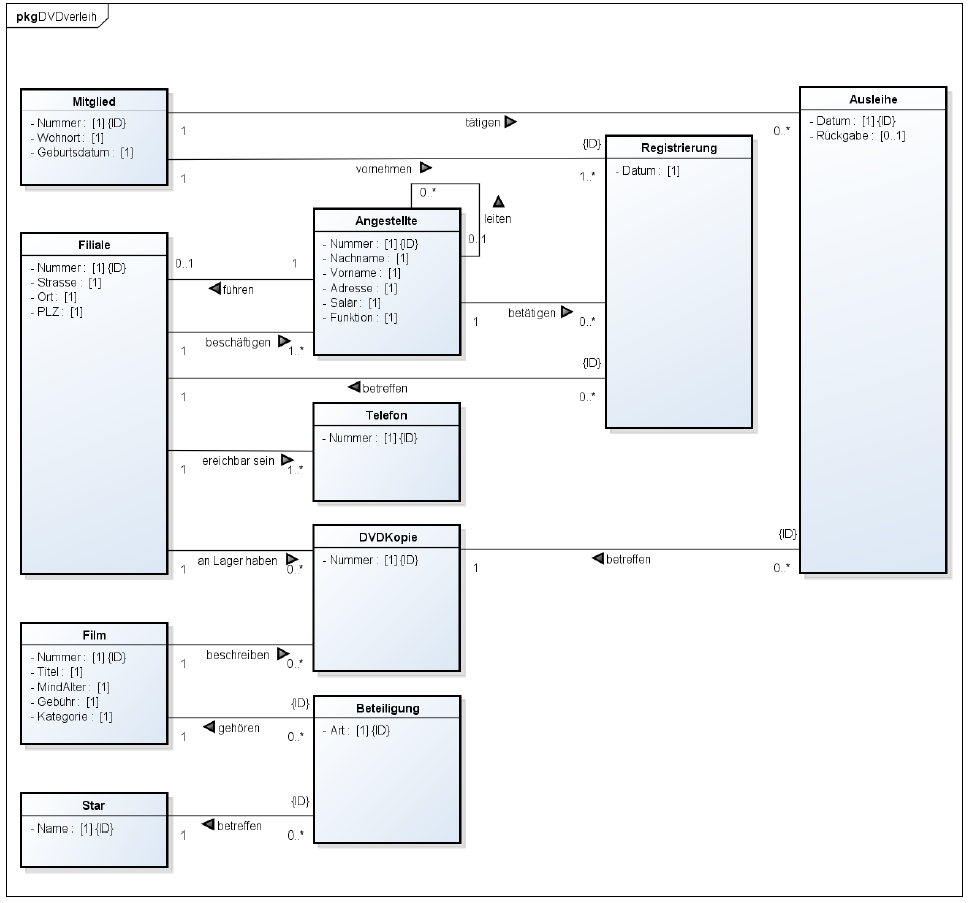 pkgDVDverleih
Mitglied
- Nummer : [1] {ID}
- Wohnort : [1]
- Geburtsdatum : [1]
1
tätigen
0..*
1
vornehmen
{ID}
1..*
Ausleihe
- Datum : [1] {ID}
- Rückgabe : [0..1]
Registrierung
- Datum : [1]
0..*
leiten
0..1
Angestellte
- Nummer : [1] {ID}
- Nachname : [1]
- Vorname : [1]
- Adresse : [1]
- Salär : [1]
- Funktion : [1]
Filiale
- Nummer : [1] {ID}
- Strasse : [1]
- Ort : [1]
- PLZ : [1]
0..1
1
führen
1
betätigen
0..*
beschäftigen
1
1..*
{ID}
1
betreffen
0..*
Telefon
- Nummer : [1] {ID}
ereichbar sein
1
1..*
DVDKopie
- Nummer : [1] {ID}
an Lager haben
1
0..*
{ID}
1
betreffen
0..*
Film
- Nummer : [1] {ID}
- Titel : [1]
- MindAlter : [1]
- Gebühr : [1]
- Kategorie : [1]
beschreiben
1
0..*
Beteiligung
- Art : [1] {ID}
{ID}
gehören
1
0..*
Star
- Name : [1] {ID}
{ID}
betreffen
1
0..*